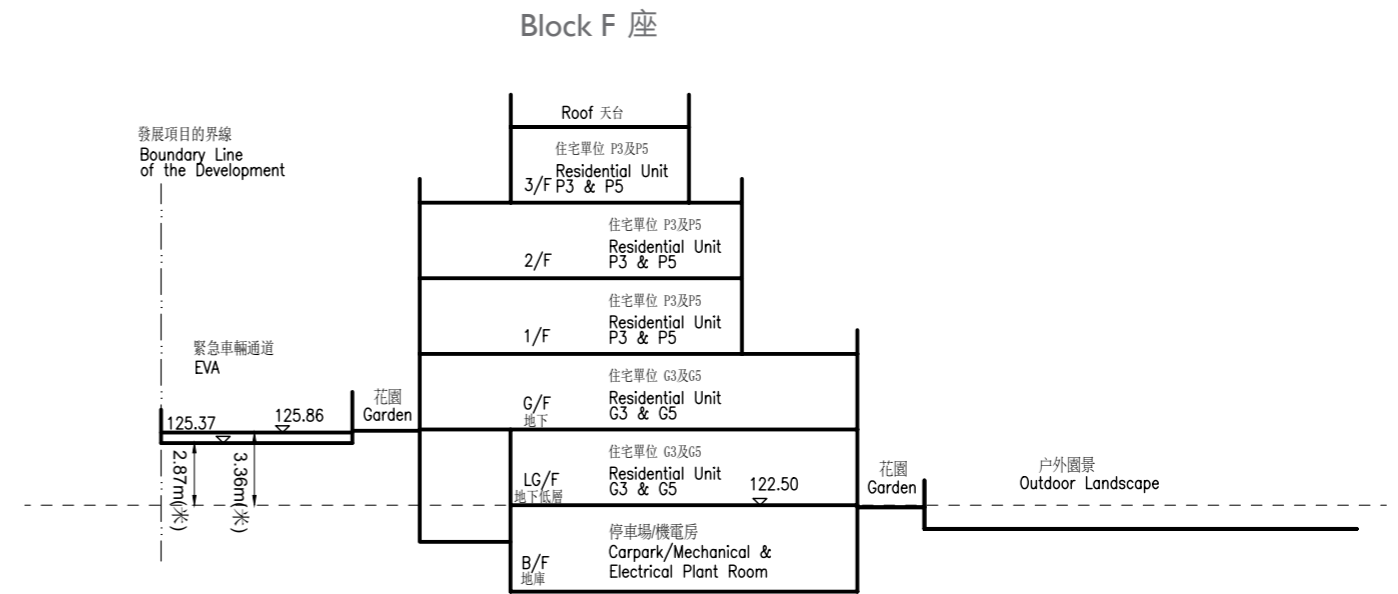 Block F 座
Roof 天台
發展項目的界線
Boundary Line
of the Development
住宅單位 P3及P5
Residential Unit
3/F P3 & P5
住宅單位 P3及P5
Residential Unit
2/F P3 & P5
住宅單位 P3及P5
Residential Unit
1/F P3 & P5
緊急車輛通道
EVA
125.37
125.86
花園
Garden
住宅單位 G3及G5
Residential Unit
G/F G3 & G5
地下
2.87m(米)
3.36m(米)
住宅單位 G3及G5
Residential Unit
LG/F G3 & G5
地下低層
122.50
花園
Garden
户外園景
Outdoor Landscape
停車場/機電房
Carpark/Mechanical &
B/F Electrical Plant Room
地庫